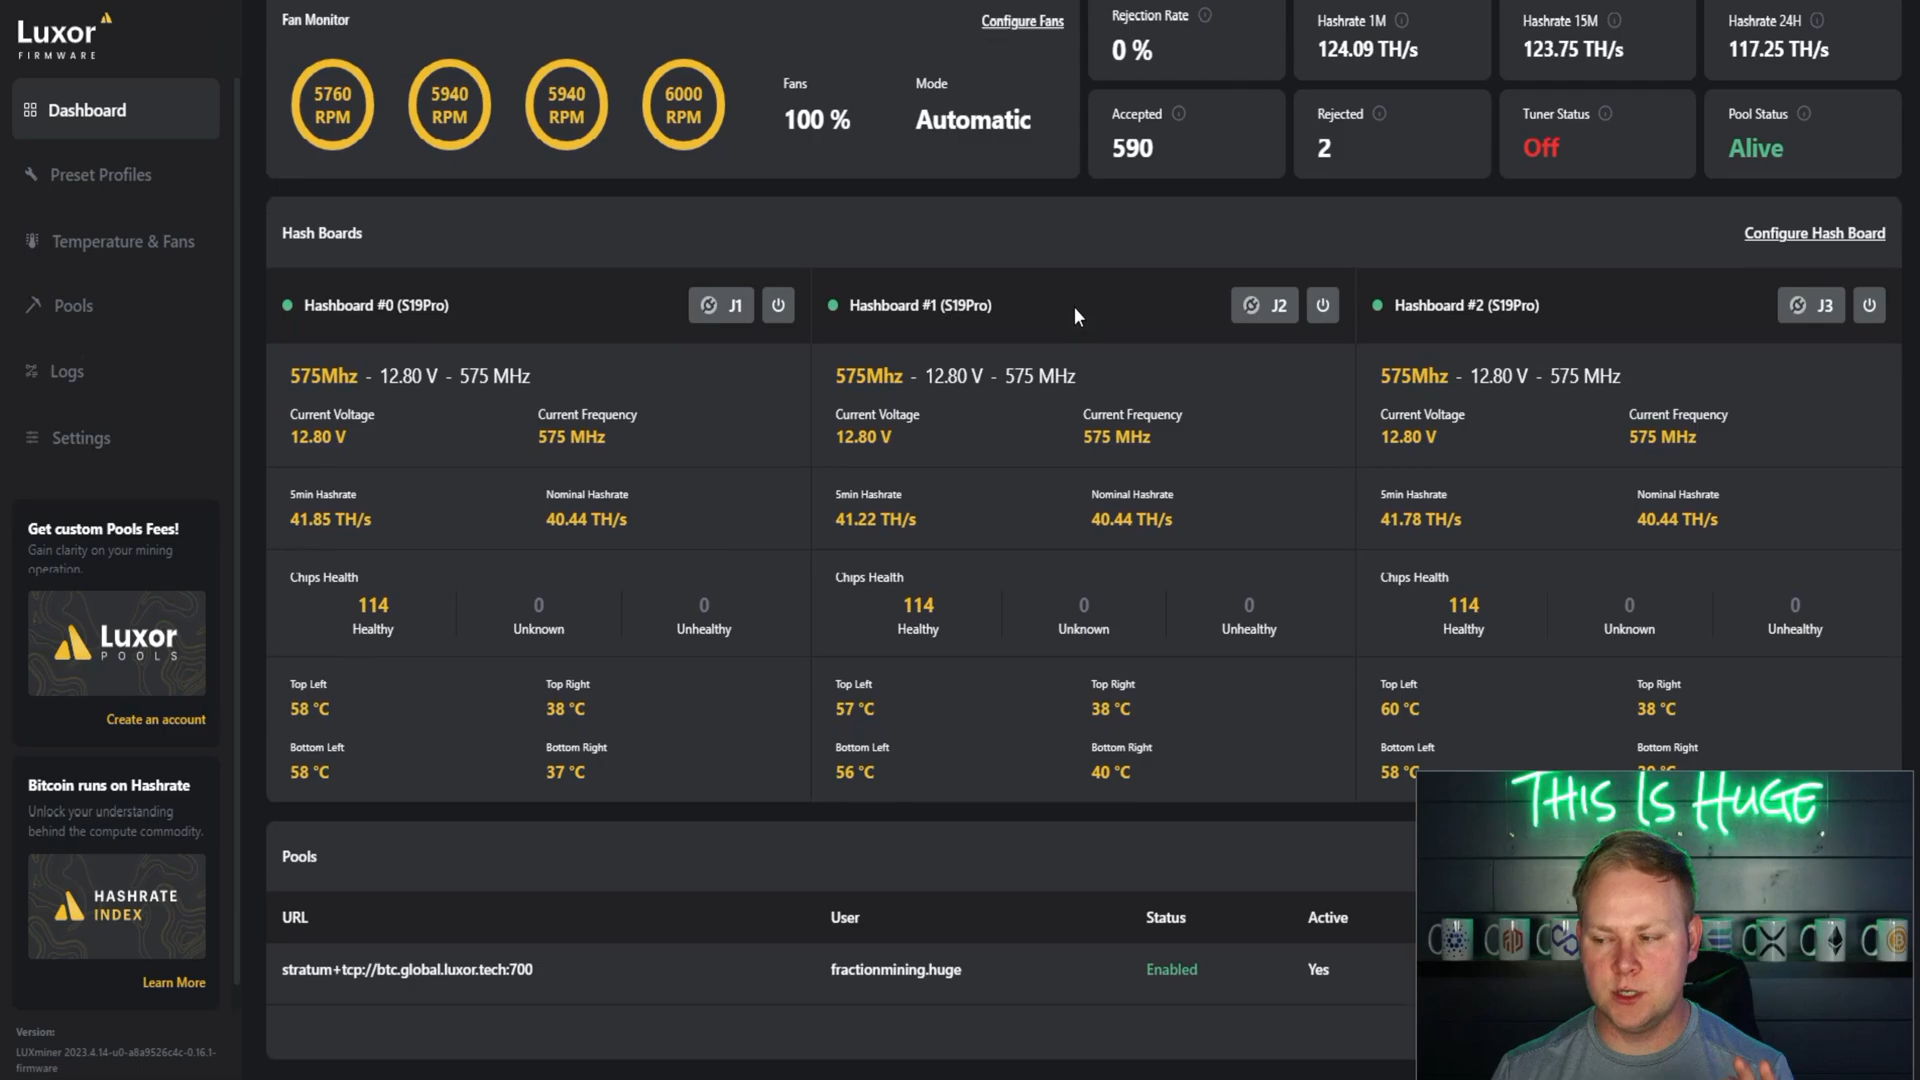 Luxor
FIRMWARE
Dashboard
Preset Profiles
Temperature & Fans
Pools
Logs
Settings
Get custom Pools Fees!
Gain clarity on your mining
operation.
Luxor
POOLS
Create an account
Bitcoin runs on Hashrate
Unlock your understanding
behind the compute commodity.
HASHRATE
INDEX
Learn More
Version:
LUXminer 2023.4.14-u0-a8a9526c4c-0.16.1-
firmware
Fan Monitor
Configure Fans
5760
RPM
5940
RPM
5940
RPM
6000
RPM
Fans
100 %
Mode
Automatic
Rejection Rate
0 %
Hashrate 1M
124.09 TH/s
Hashrate 15M
123.75 TH/s
Hashrate 24H
117.25 TH/s
Accepted
590
Rejected
2
Tuner Status
Off
Pool Status
Alive
Hash Boards
Configure Hash Board
Hashboard #0 (S19Pro)
J1
575Mhz - 12.80 V - 575 MHz
Current Voltage
12.80 V
Current Frequency
575 MHz
5min Hashrate
41.85 TH/s
Nominal Hashrate
40.44 TH/s
Chips Health
114
Healthy
0
Unknown
0
Unhealthy
Top Left
58 °C
Top Right
38 °C
Bottom Left
58 °C
Bottom Right
37 °C
Hashboard #1 (S19Pro)
J2
575Mhz - 12.80 V - 575 MHz
Current Voltage
12.80 V
Current Frequency
575 MHz
5min Hashrate
41.22 TH/s
Nominal Hashrate
40.44 TH/s
Chips Health
114
Healthy
0
Unknown
0
Unhealthy
Top Left
57 °C
Top Right
38 °C
Bottom Left
56 °C
Bottom Right
40 °C
Hashboard #2 (S19Pro)
J3
575Mhz - 12.80 V - 575 MHz
Current Voltage
12.80 V
Current Frequency
575 MHz
5min Hashrate
41.78 TH/s
Nominal Hashrate
40.44 TH/s
Chips Health
114
Healthy
0
Unknown
0
Unhealthy
Top Left
60 °C
Top Right
38 °C
Bottom Left
58 °C
Bottom Right
Pools
URL
User
Status
Active
stratum+tcp://btc.global.luxor.tech:700
fractionmining.huge
Enabled
Yes
THIS IS HUGE